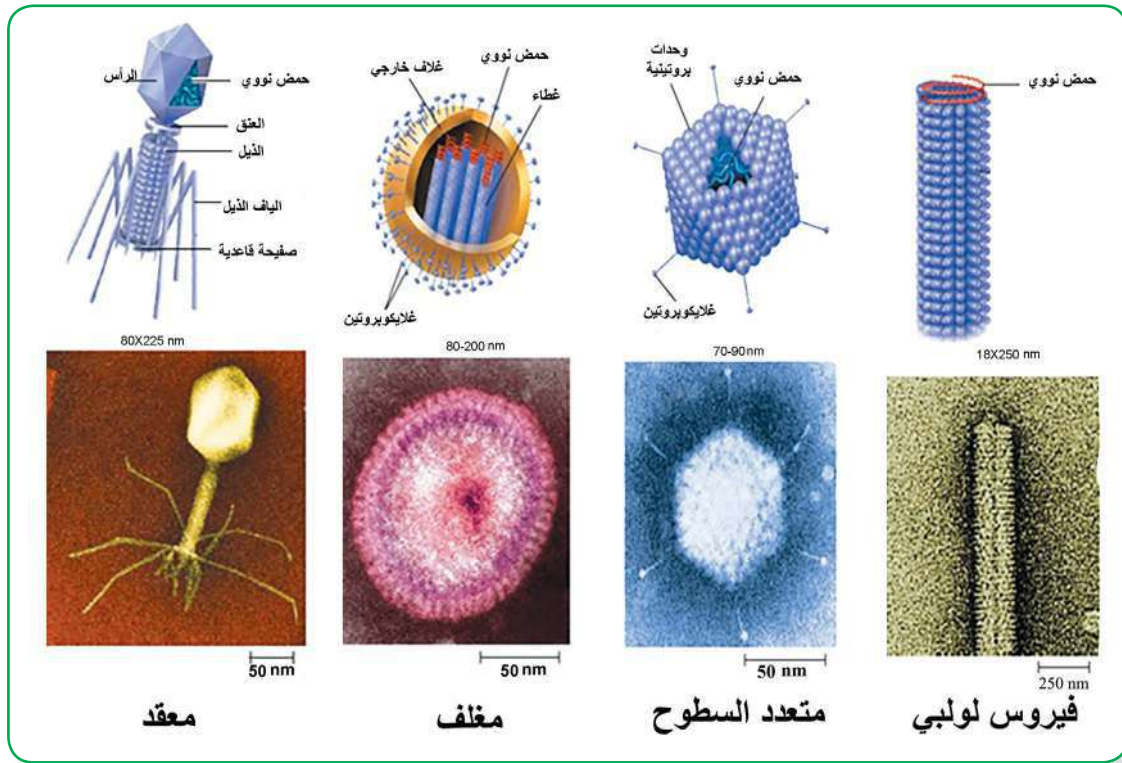 حمض نووي
وحدات
بروتينية
حمض نووي
غلايكوبروتين
غلاف خارجي
حمض نووي
غطاء
غلايكوبروتين
الرأس
حمض نووي
العنق
الذيل
الياف الذيل
صفيحة قاعدية
18X250 nm
70-90nm
80-200 nm
80X225 nm
250 nm
50 nm
50 nm
50 nm
فيروس لولبي
متعدد السطوح
مغلف
معقد